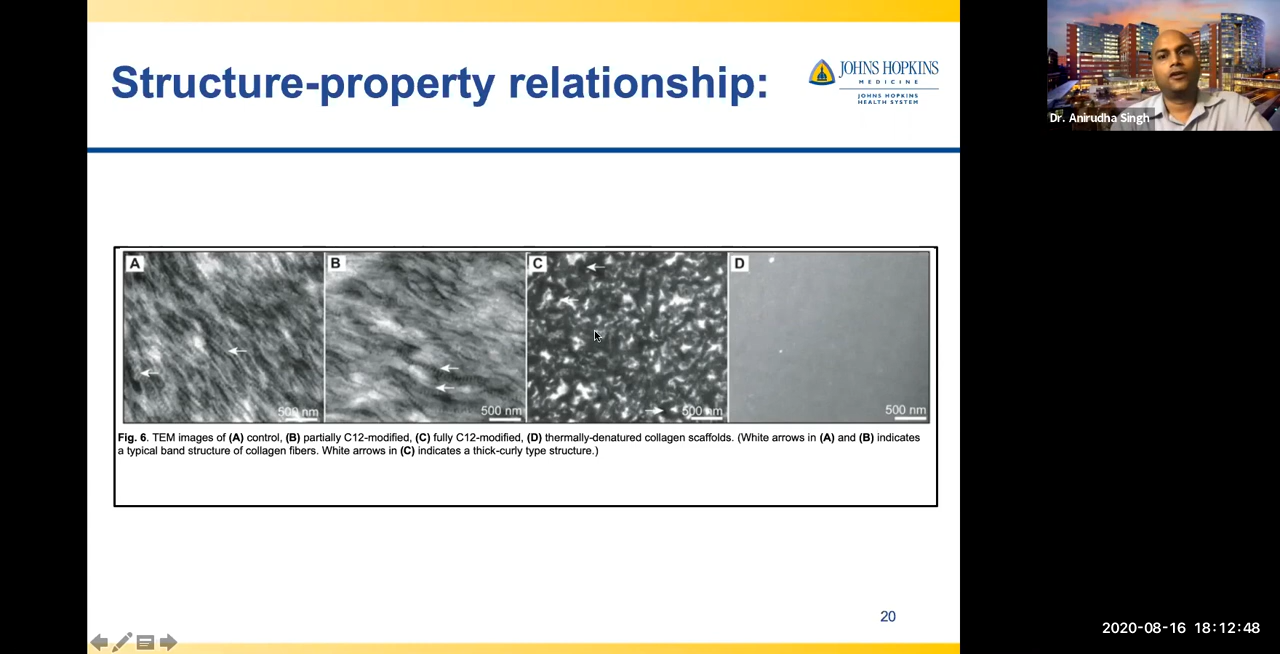 Structure-property relationship:
JOHNS HOPKINS
MEDICINE
JOHNS HOPKINS
HEALTH SYSTEM
Dr. Anirudha Singh
A
B
C
D
500 nm
500 nm
500 nm
500 nm
Fig. 6. TEM images of (A) control, (B) partially C12-modified, (C) fully C12-modified, (D) thermally-denatured collagen scaffolds. (White arrows in (A) and (B) indicates
a typical band structure of collagen fibers. White arrows in (C) indicates a thick-curly type structure.)
20
2020-08-16 18:12:48